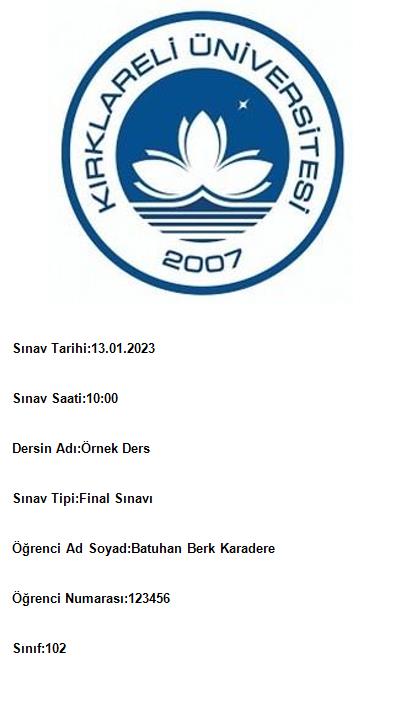 KIRKLARELİ ÜNİVERSİTESİ
2007
Sınav Tarihi:13.01.2023
Sınav Saati:10:00
Dersin Adı:Örnek Ders
Sınav Tipi:Final Sınavı
Öğrenci Ad Soyad:Batuhan Berk Karadere
Öğrenci Numarası:123456
Sınıf:102